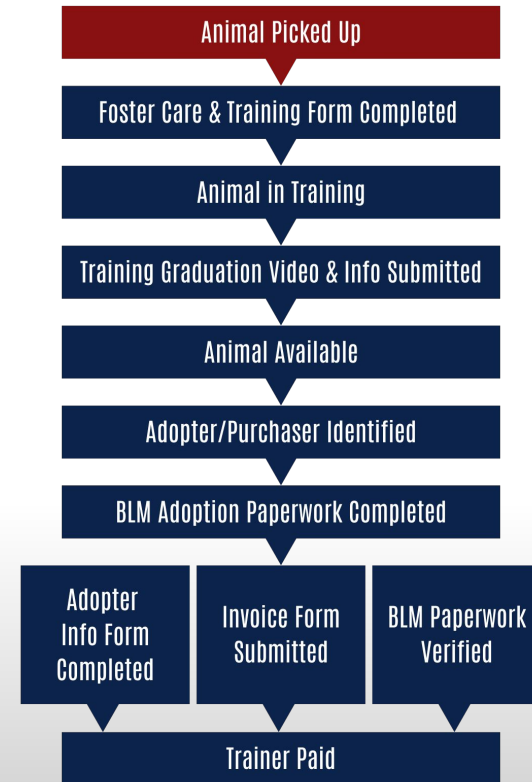 Animal Picked Up
Foster Care & Training Form Completed
Animal in Training
Training Graduation Video & Info Submitted
Animal Available
Adopter/Purchaser Identified
BLM Adoption Paperwork Completed
Adopter
Info Form
Completed
Invoice Form
Submitted
BLM Paperwork
Verified
Trainer Paid